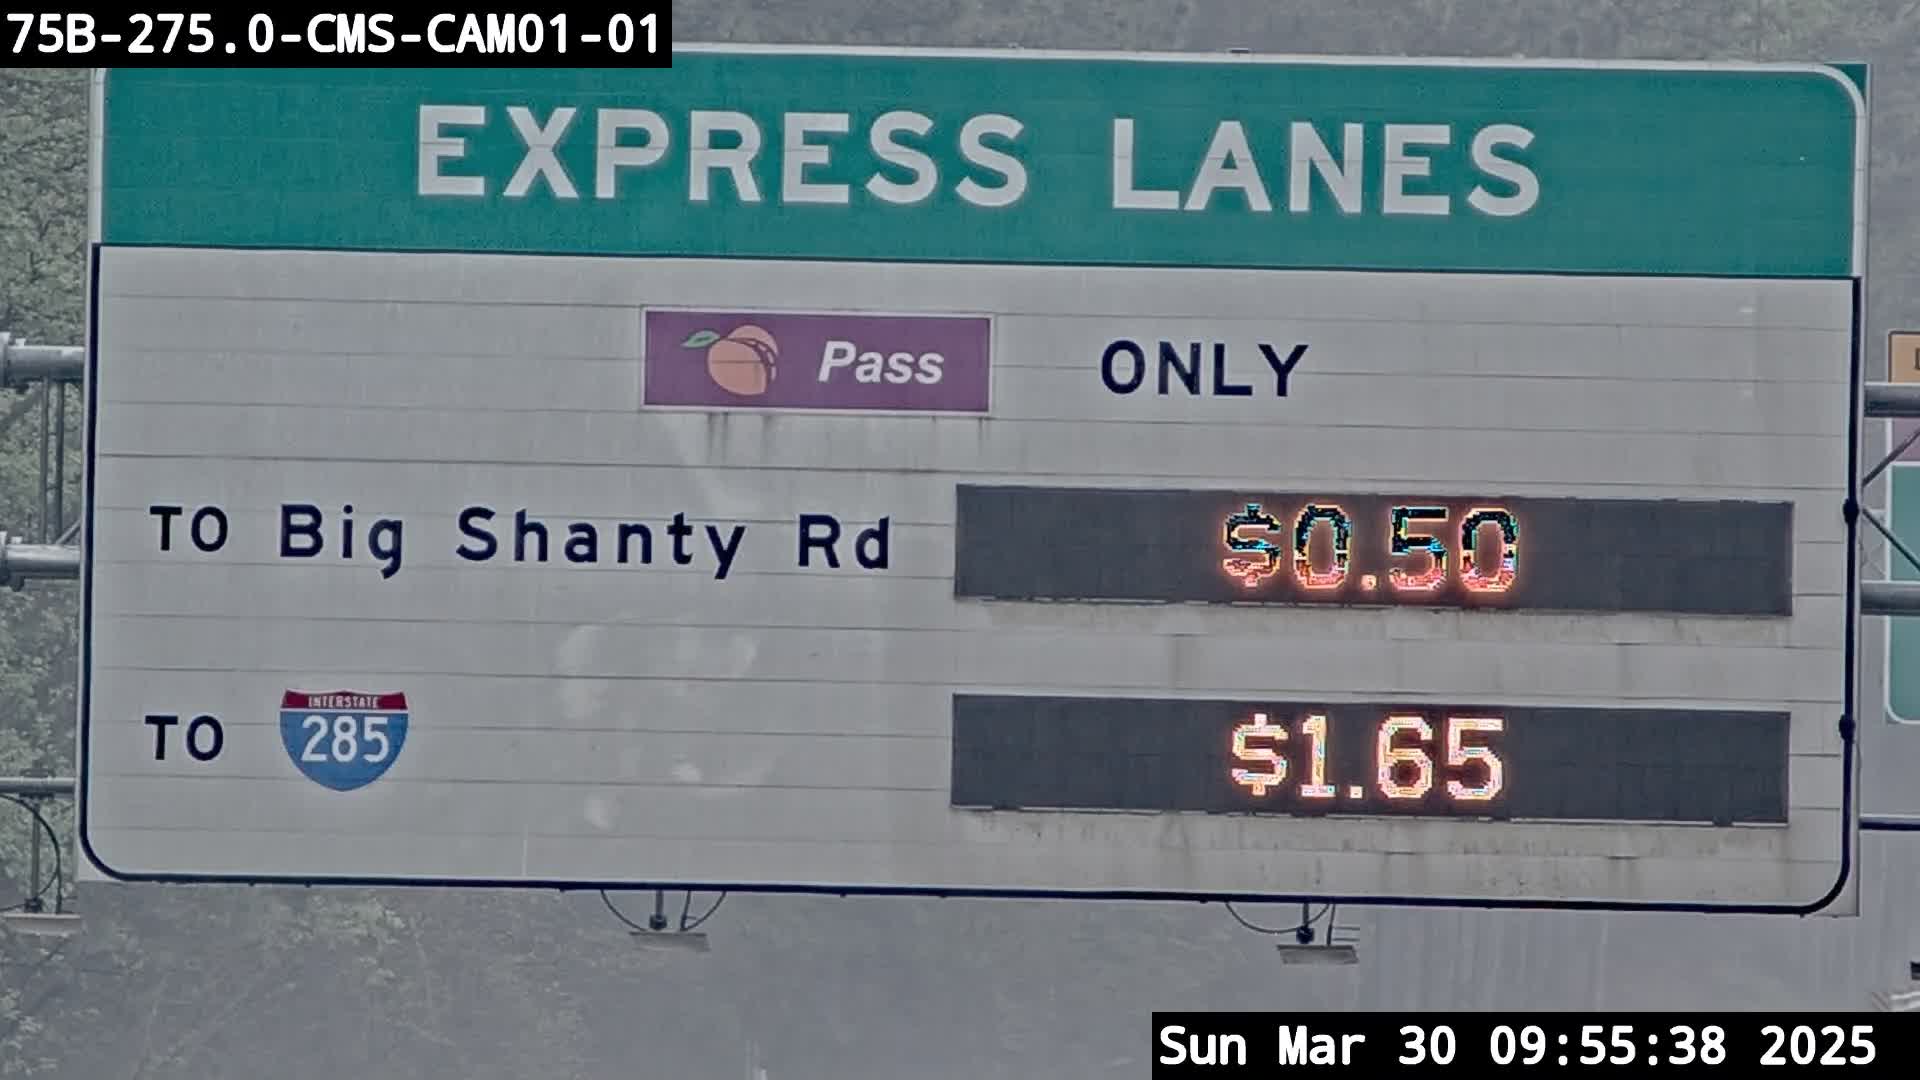 75B-275.0-CMS-CAM01-01
EXPRESS LANES
Pass ONLY
TO Big Shanty Rd $0.50
TO INTERSTATE 285 $1.65
Sun Mar 30 09:55:38 2025